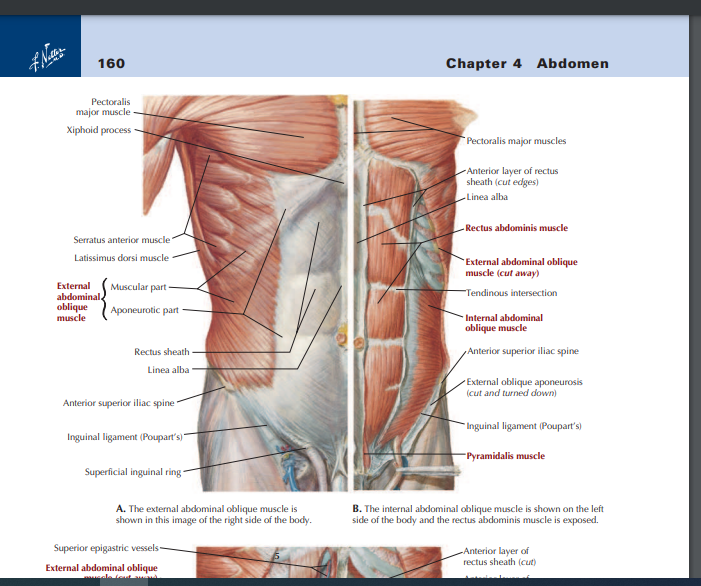 F. Netter M.D.
160
Chapter 4 Abdomen
Pectoralis
major muscle
Xiphoid process
Serratus anterior muscle
Latissimus dorsi muscle
External
abdominal
oblique
muscle
Muscular part
Aponeurotic part
Rectus sheath
Linea alba
Anterior superior iliac spine
Inguinal ligament (Poupart's)
Superficial inguinal ring
Pectoralis major muscles
Anterior layer of rectus
sheath (cut edges)
Linea alba
Rectus abdominis muscle
External abdominal oblique
muscle (cut away)
Tendinous intersection
Internal abdominal
oblique muscle
Anterior superior iliac spine
External oblique aponeurosis
(cut and turned down)
Inguinal ligament (Poupart's)
Pyramidalis muscle
A. The external abdominal oblique muscle is
shown in this image of the right side of the body.
B. The internal abdominal oblique muscle is shown on the left
side of the body and the rectus abdominis muscle is exposed.
Superior epigastric vessels
External abdominal oblique
muscle (cut away)
5
Anterior layer of
rectus sheath (cut)